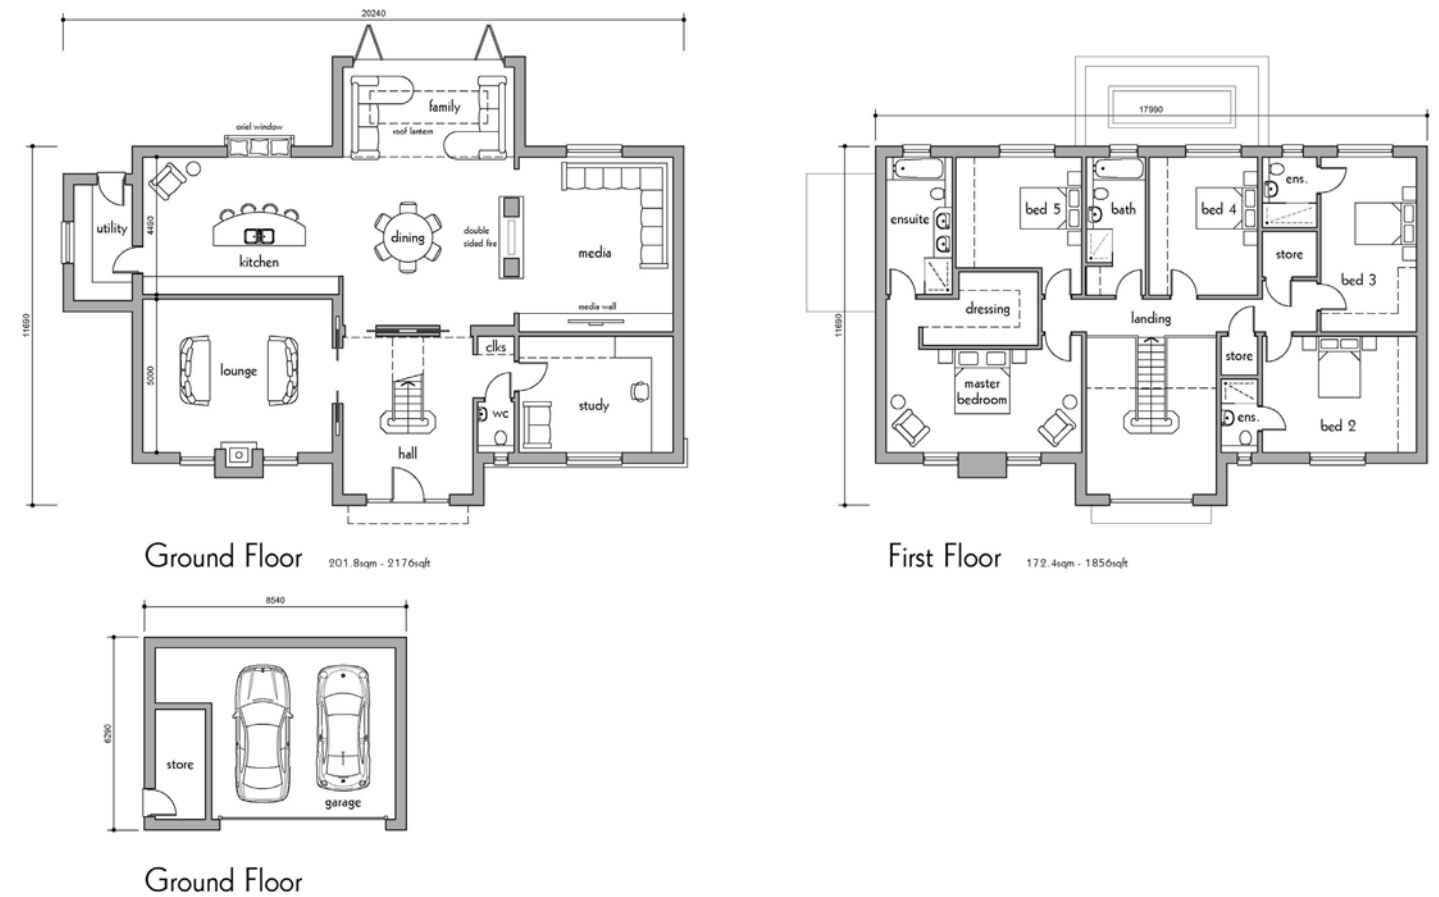 20240
family
roof lantern
oriel window
17990
utility
4490
kitchen
dining
double
sided fire
media
media wall
11690
clks
lounge
5000
study
wc
hall
ensuite
bed 5
bath
bed 4
ens.
store
bed 3
dressing
landing
11690
store
master
bedroom
ens.
bed 2
Ground Floor 201.8sqm - 2176sqft
First Floor 172.4sqm - 1856sqft
8540
6290
store
garage
Ground Floor